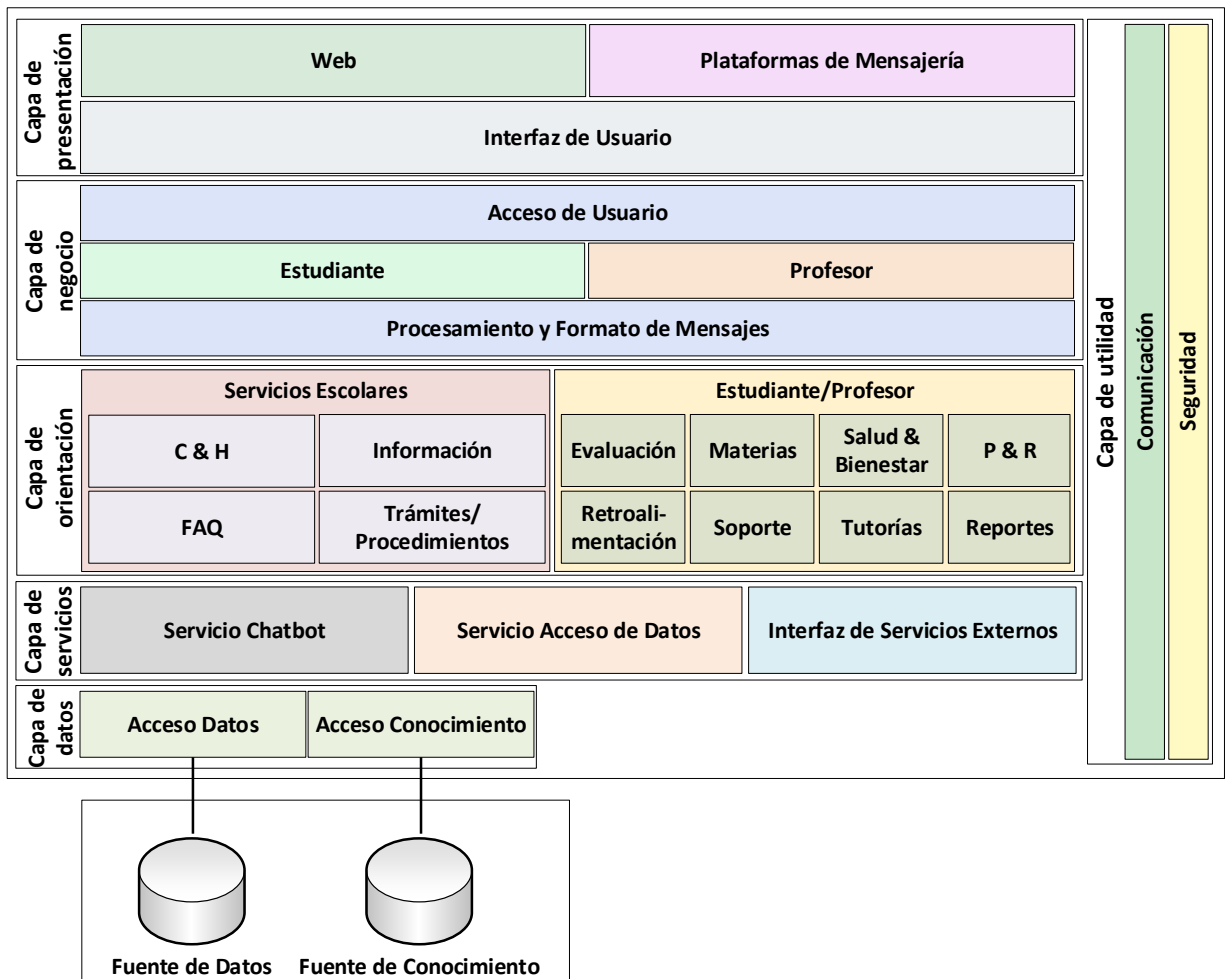 Capa de
presentación
Web
Plataformas de Mensajería
Interfaz de Usuario
Capa de
negocio
Acceso de Usuario
Estudiante
Profesor
Procesamiento y Formato de Mensajes
Capa de
orientación
Servicios Escolares
C & H
Información
FAQ
Trámites/
Procedimientos
Estudiante/Profesor
Evaluación
Materias
Salud &
Bienestar
P & R
Retroali-
mentación
Soporte
Tutorías
Reportes
Capa de
servicios
Servicio Chatbot
Servicio Acceso de Datos
Interfaz de Servicios Externos
Capa de
datos
Acceso Datos
Acceso Conocimiento
Capa de utilidad
Comunicación
Seguridad
Fuente de Datos
Fuente de Conocimiento